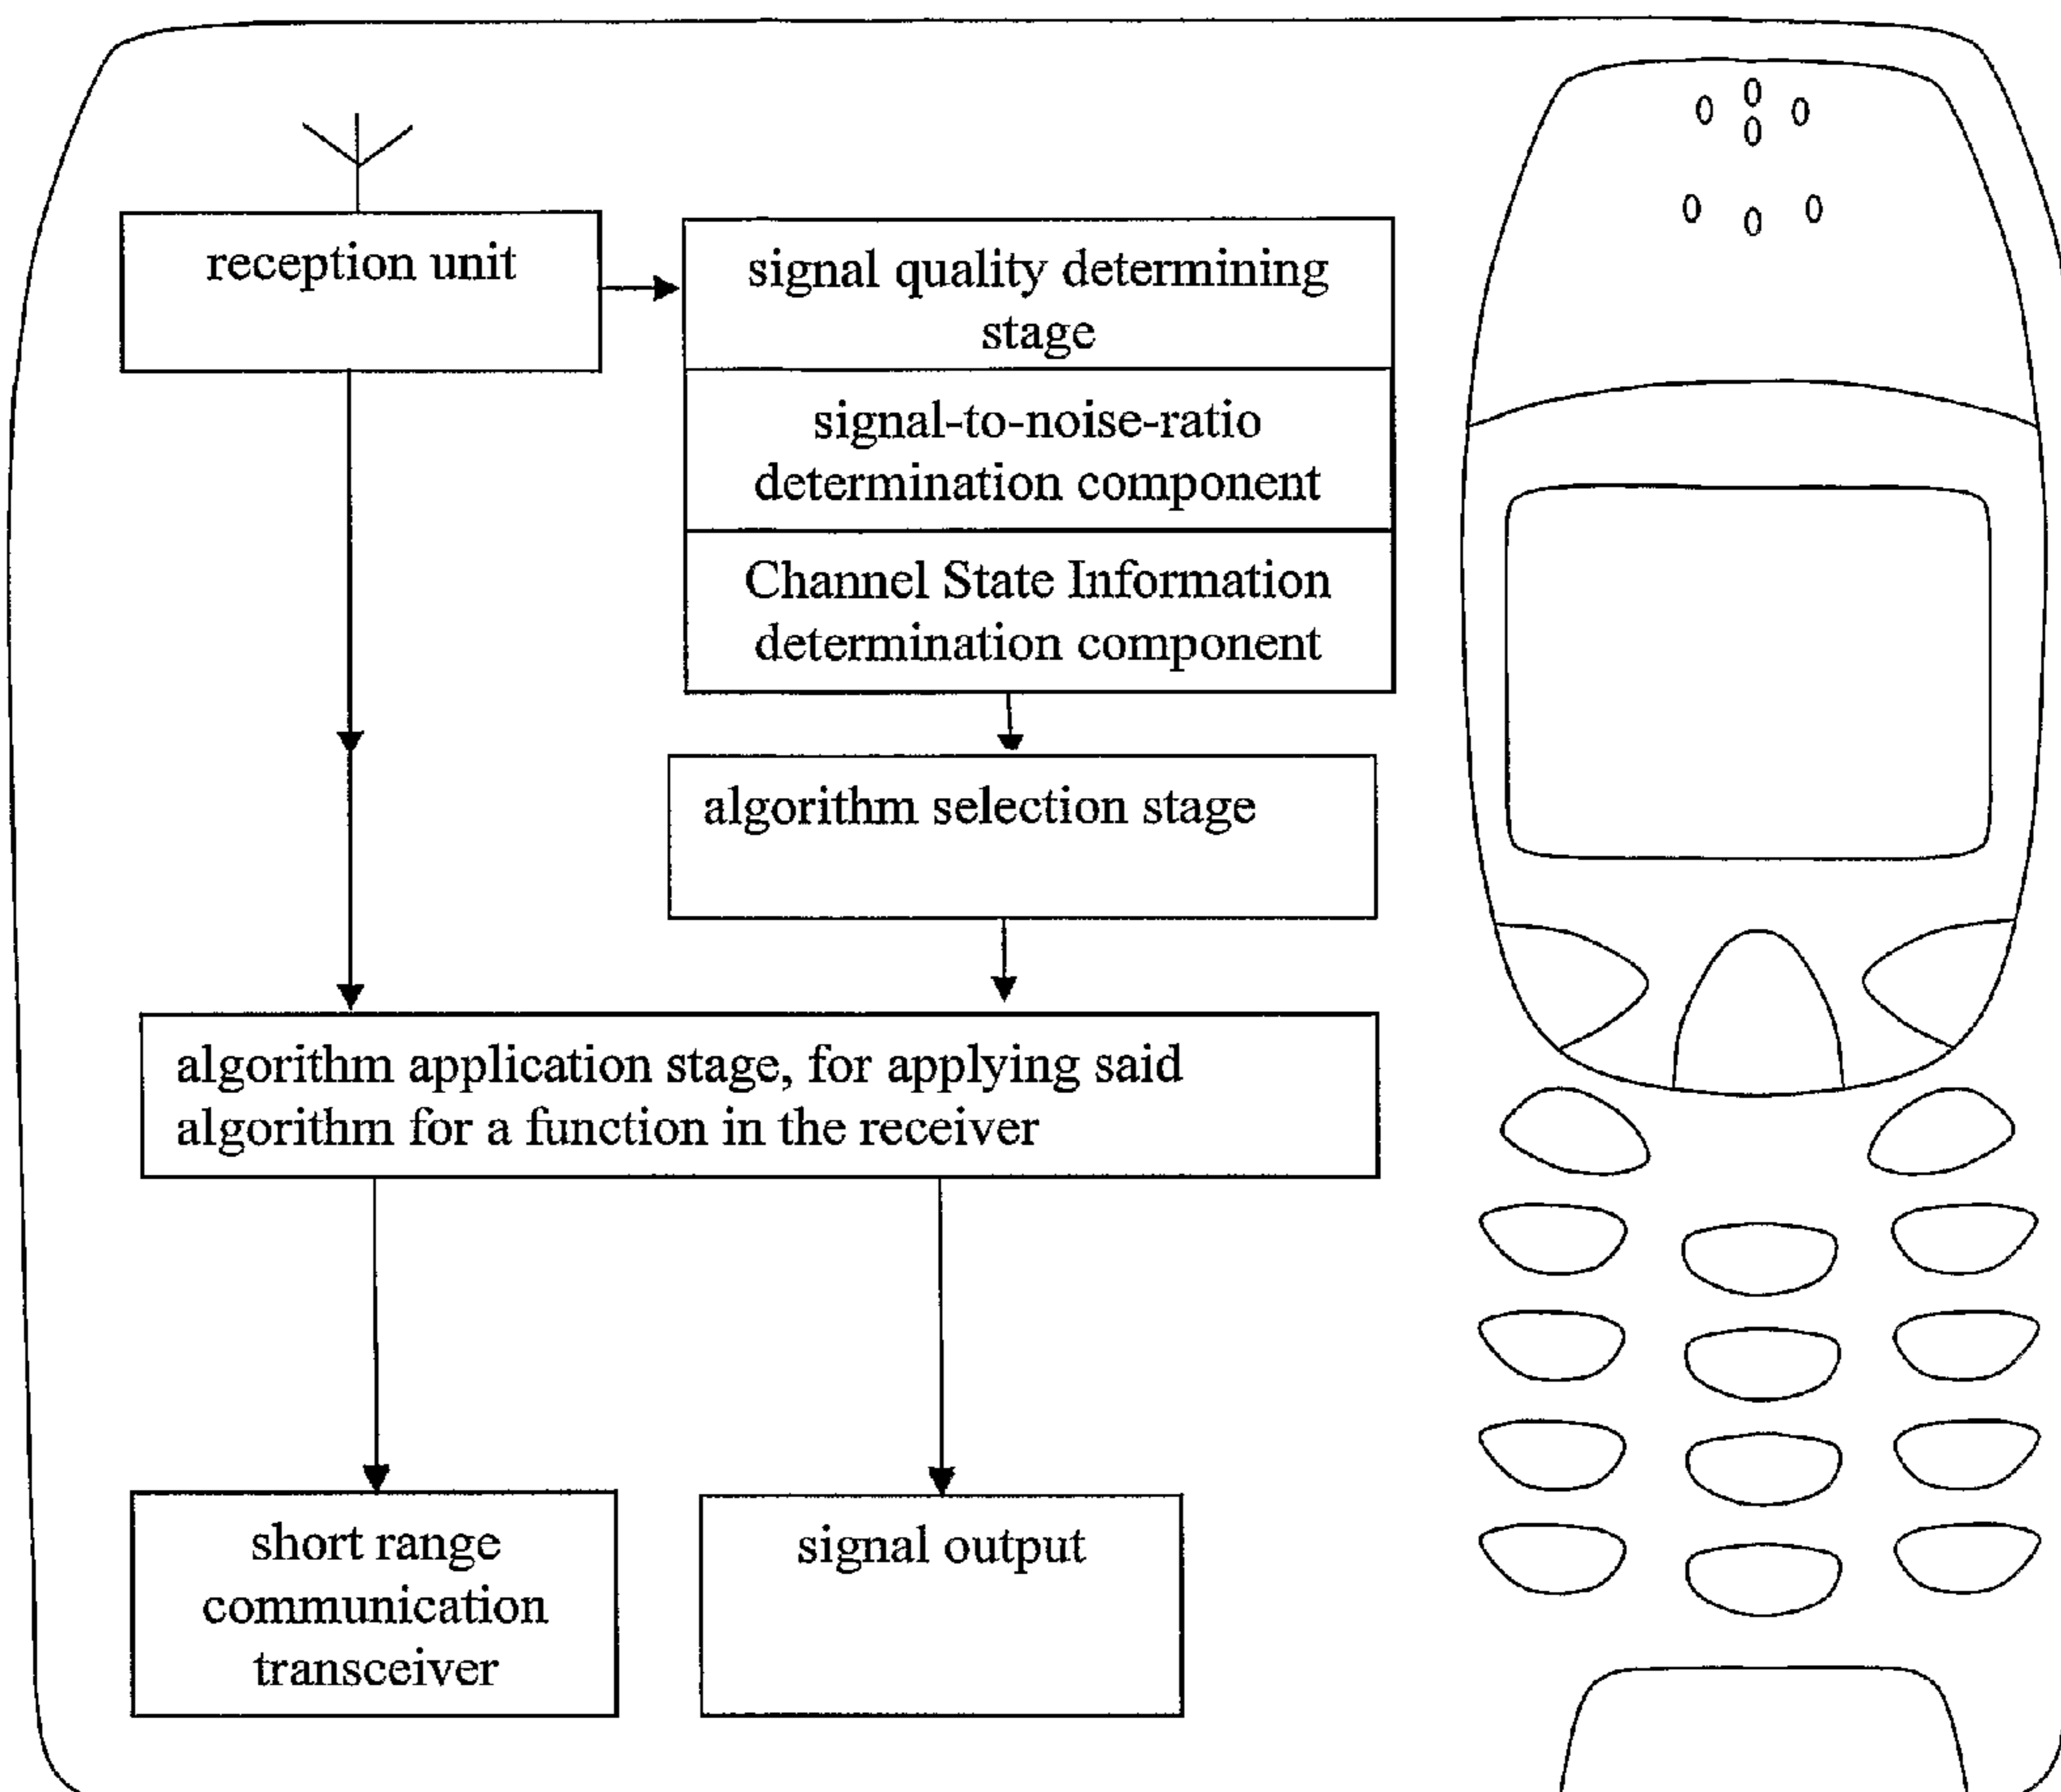 reception unit
signal quality determining
stage
signal-to-noise-ratio
determination component
Channel State Information
determination component
algorithm selection stage
algorithm application stage, for applying said
algorithm for a function in the receiver
short range
communication
transceiver
signal output